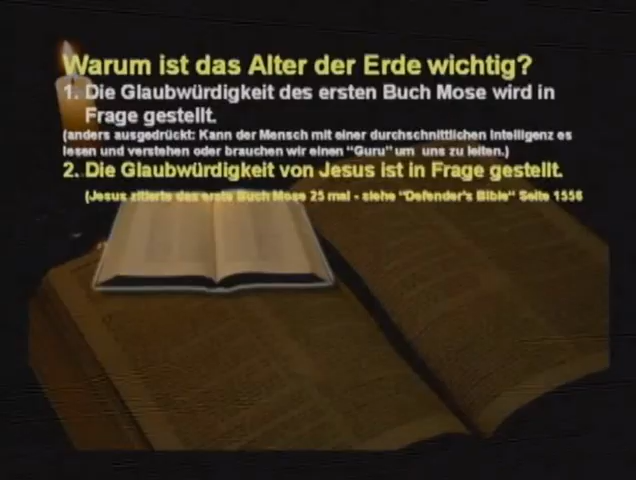 Warum ist das Alter der Erde wichtig?
1. Die Glaubwürdigkeit des ersten Buch Mose wird in
Frage gestellt.
(anders ausgedrückt: Kann der Mensch mit einer durchschnittlichen Intelligenz es
lesen und verstehen oder brauchen wir einen "Guru" um uns zu leiten.)
2. Die Glaubwürdigkeit von Jesus ist in Frage gestellt.
(Jesus zitierte das erste Buch Mose 25 mal - siehe "Defender's Bible" Seite 1556